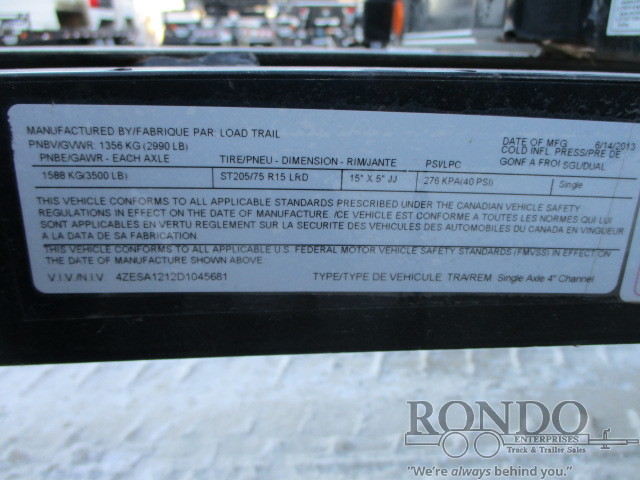 MANUFACTURED BY/FABRIQUE PAR: LOAD TRAIL
DATE OF MFG 6/14/2013
PNBV/GVWR: 1356 KG (2990 LB)
COLD INFL. PRESS/PRE DE
PNBE/GAWR - EACH AXLE TIRE/PNEU - DIMENSION - RIM/JANTE PSI/LPC GONF A FROI SGL/DUAL
1588 KG(3500 LB) ST205/75 R15 LRD 15" X 5" JJ 276 KPA(40 PSI) Single
THIS VEHICLE CONFORMS TO ALL APPLICABLE STANDARDS PRESCRIBED UNDER THE CANADIAN VEHICLE SAFETY
REGULATIONS IN EFFECT ON THE DATE OF MANUFACTURE. /CE VEHICLE EST CONFORME A TOUTES LES NORMES QUI LUI
SONT APPLICABLES EN VERTU REGLEMENT SUR LA SECURITE DES VEHICULES DES AUTOMOBILES DU CANADA EN VINGUEUR
A LA DATA DE SA FABRICATION.
THIS VEHICLE CONFORMS TO ALL APPLICABLE U.S. FEDERAL MOTOR VEHICLE SAFETY STANDARDS (FMVSS) IN EFFECT ON
THE DATE OF MANUFACTURE SHOWN ABOVE.
V.I.V./N.I.V. 4ZESA1212D1045681 TYPE/TYPE DE VEHICULE: TRA/REM Single Axle 4" Channel
RONDO
ENTERPRISES
Truck & Trailer Sales
"We're always behind you."